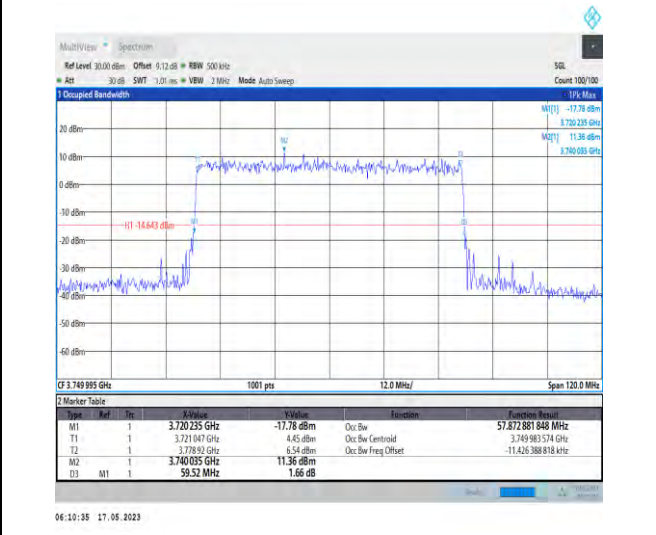 MultiView Spectrum
Ref Level 30.00 dBm Offset 9.12 dB RBW 500 kHz SGL
Att 30 dB SWT 1.01 ms VBW 2 MHz Mode Auto Sweep Count 100/100
1 Occupied Bandwidth 1Pk Max
M1[1] -17.78 dBm
3.720 235 GHz
M2[1] 11.36 dBm
3.740 035 GHz
20 dBm
M2
10 dBm
0 dBm
-10 dBm
H1 -14.643 dBm
M1
D3
-20 dBm
-30 dBm
-40 dBm
-50 dBm
-60 dBm
CF 3.749 995 GHz 1001 pts 12.0 MHz/ Span 120.0 MHz
2 Marker Table
Type Ref Trc X-Value Y-Value Function Function Result
M1 1 3.720 235 GHz -17.78 dBm Occ Bw 57.872 881 848 MHz
T1 1 3.721 047 GHz 4.45 dBm Occ Bw Centroid 3.749 983 574 GHz
T2 1 3.778 92 GHz 6.54 dBm Occ Bw Freq Offset -11.426 388 818 kHz
M2 1 3.740 035 GHz 11.36 dBm
D3 M1 1 59.52 MHz 1.66 dB
06:10:35 17.05.2023